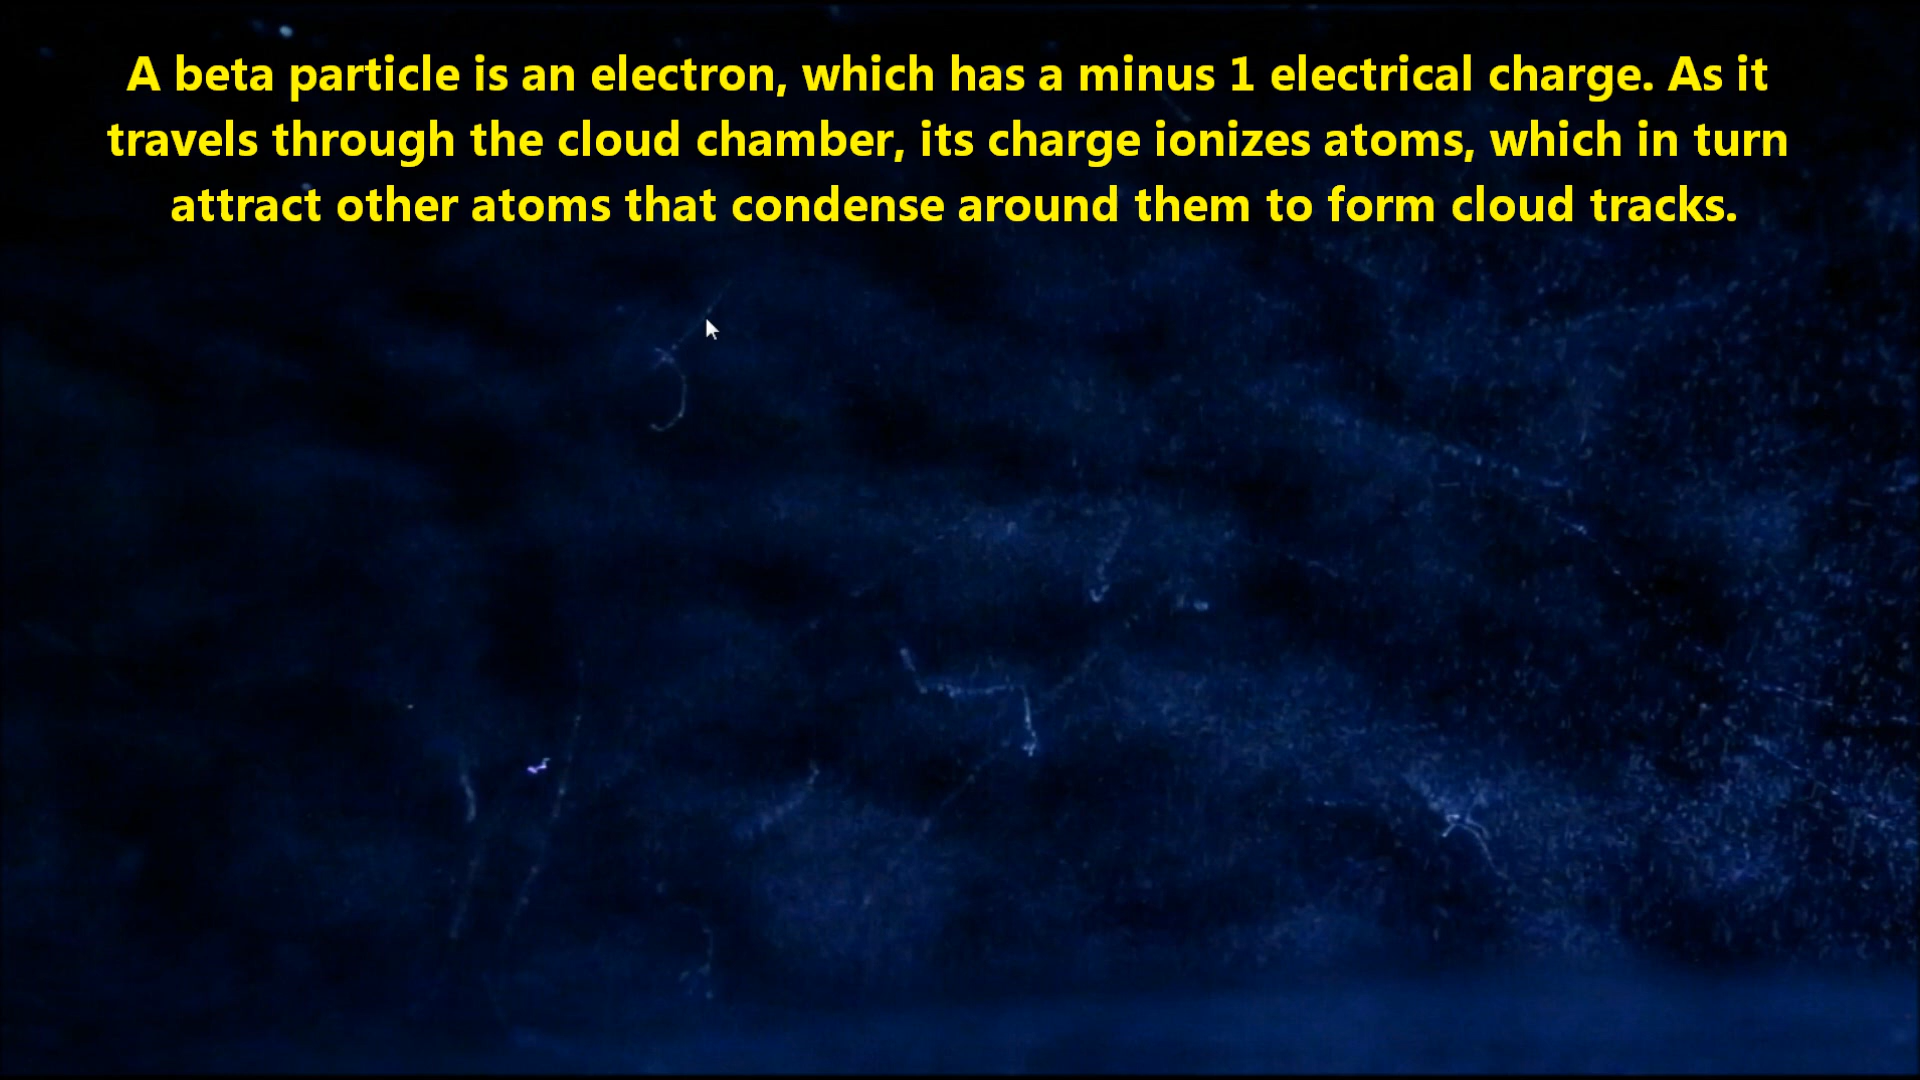 A beta particle is an electron, which has a minus 1 electrical charge. As it
travels through the cloud chamber, its charge ionizes atoms, which in turn
attract other atoms that condense around them to form cloud tracks.